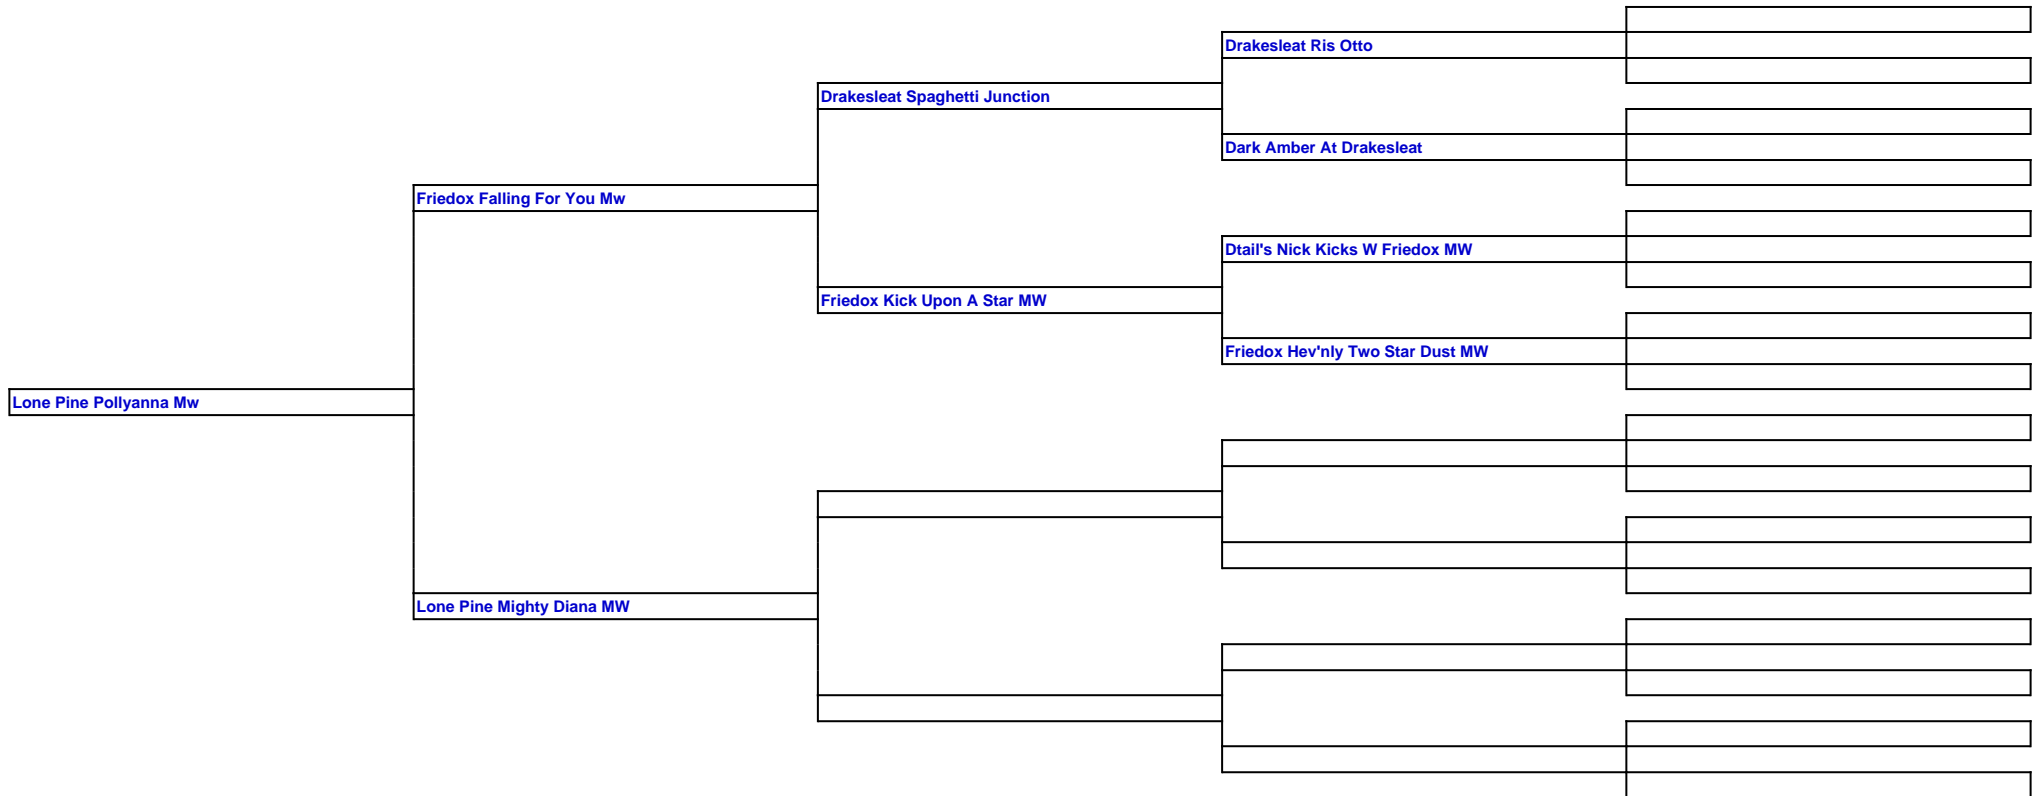 Drakesleat Ris Otto
Drakesleat Spaghetti Junction
Dark Amber At Drakesleat
Friedox Falling For You Mw
Dtail's Nick Kicks W Friedox MW
Friedox Kick Upon A Star MW
Friedox Hev'nly Two Star Dust MW
Lone Pine Pollyanna Mw
Lone Pine Mighty Diana MW